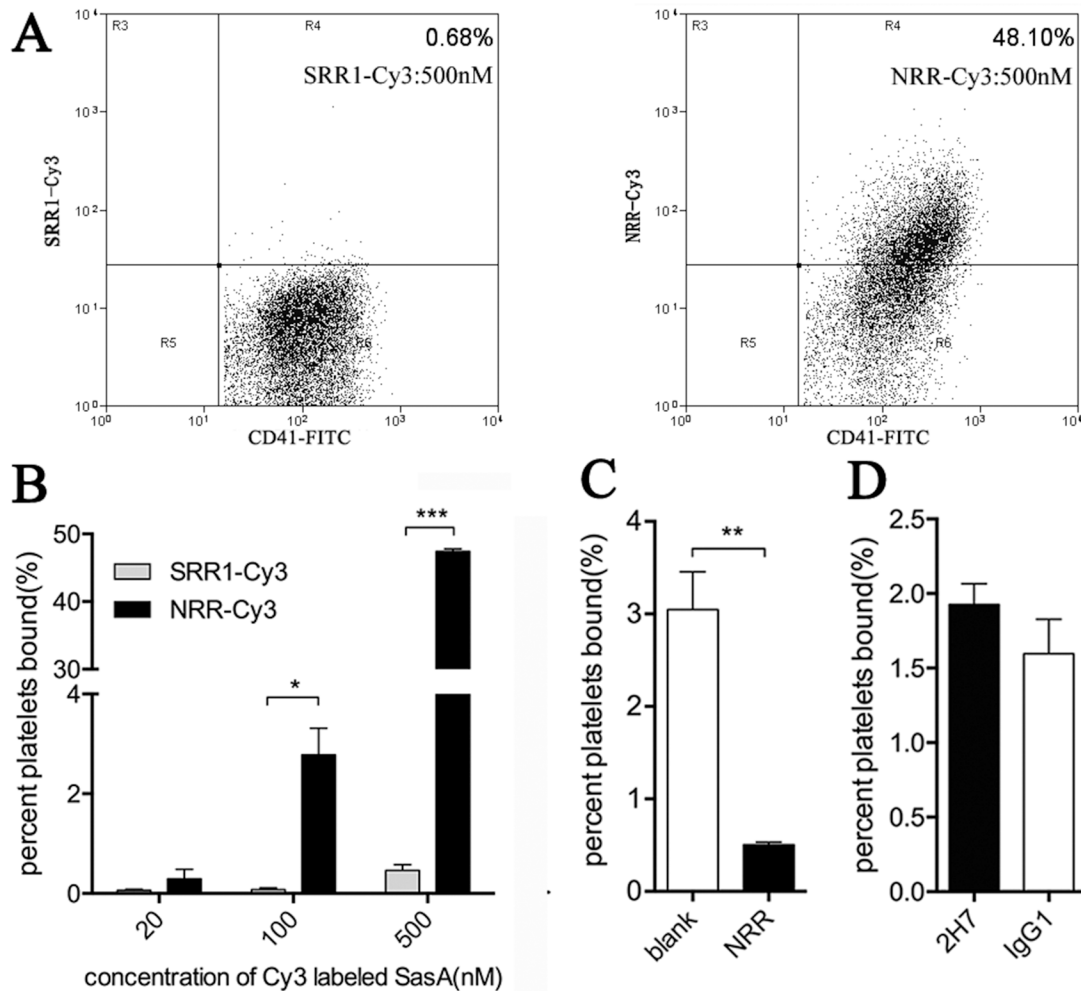 A
R3
R4
0.68%
SRR1-Cy3:500nM
10⁴
10³
10²
10¹
10⁰
SRR1-Cy3
R5
R6
10⁰
10¹
10²
10³
10⁴
CD41-FITC
R3
R4
48.10%
NRR-Cy3:500nM
10⁴
10³
10²
10¹
10⁰
NRR-Cy3
R5
R6
10⁰
10¹
10²
10³
10⁴
CD41-FITC
B
percent platelets bound(%)
50
46
40
4
2
0
SRR1-Cy3
NRR-Cy3
*
***
20
100
500
concentration of Cy3 labeled SasA(nM)
C
percent platelets bound(%)
4
3
2
1
0
**
blank
NRR
D
percent platelets bound(%)
2.5
2.0
1.5
1.0
0.5
0.0
2H7
IgG1